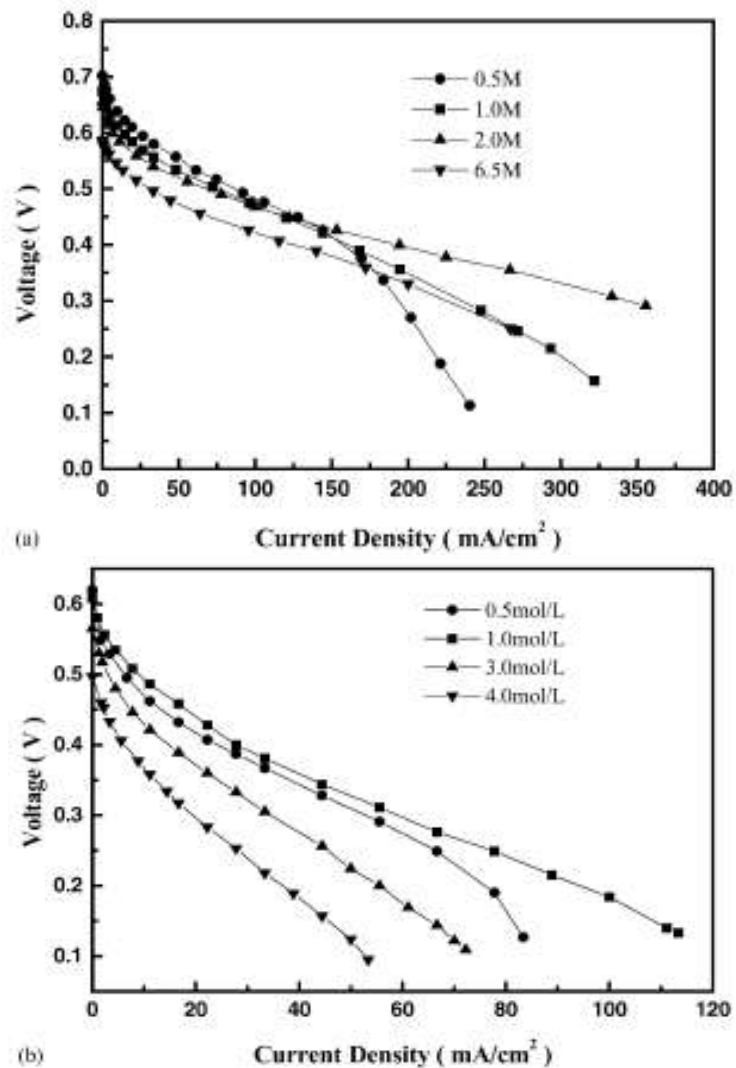 0.7
0.6
0.5
0.4
0.3
0.2
0.1
0.0
Voltage ( V )
0.5M
1.0M
2.0M
6.5M
0 50 100 150 200 250 300 350 400
(a) Current Density ( mA/cm² )
0.6
0.5
0.4
0.3
0.2
0.1
Voltage ( V )
0.5mol/L
1.0mol/L
3.0mol/L
4.0mol/L
0 20 40 60 80 100 120
(b) Current Density ( mA/cm² )